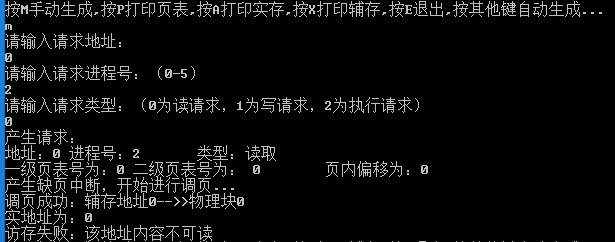 按M手动生成,按P打印页表,按A打印实存,按X打印辅存,按E退出,按其他键自动生成...
m
请输入请求地址:
0
请输入请求进程号: (0-5)
2
请输入请求类型: (0为读请求, 1为写请求, 2为执行请求)
0
产生请求:
地址: 0 进程号: 2 类型: 读取
一级页表号为: 0 二级页表号为: 0 页内偏移为: 0
产生缺页中断, 开始进行调页...
调页成功: 辅存地址0-->>物理块0
实地址为: 0
访存失败: 该地址内容不可读